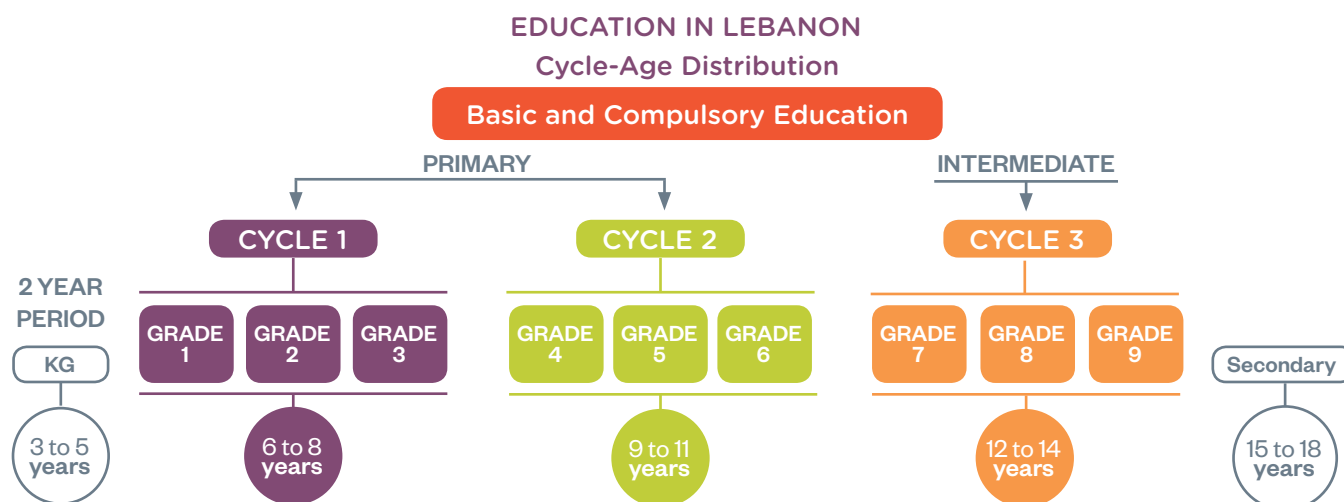 EDUCATION IN LEBANON
Cycle-Age Distribution
Basic and Compulsory Education
PRIMARY
INTERMEDIATE
CYCLE 1
CYCLE 2
CYCLE 3
2 YEAR
PERIOD
KG
3 to 5
years
GRADE
1
GRADE
2
GRADE
3
6 to 8
years
GRADE
4
GRADE
5
GRADE
6
9 to 11
years
GRADE
7
GRADE
8
GRADE
9
12 to 14
years
Secondary
15 to 18
years